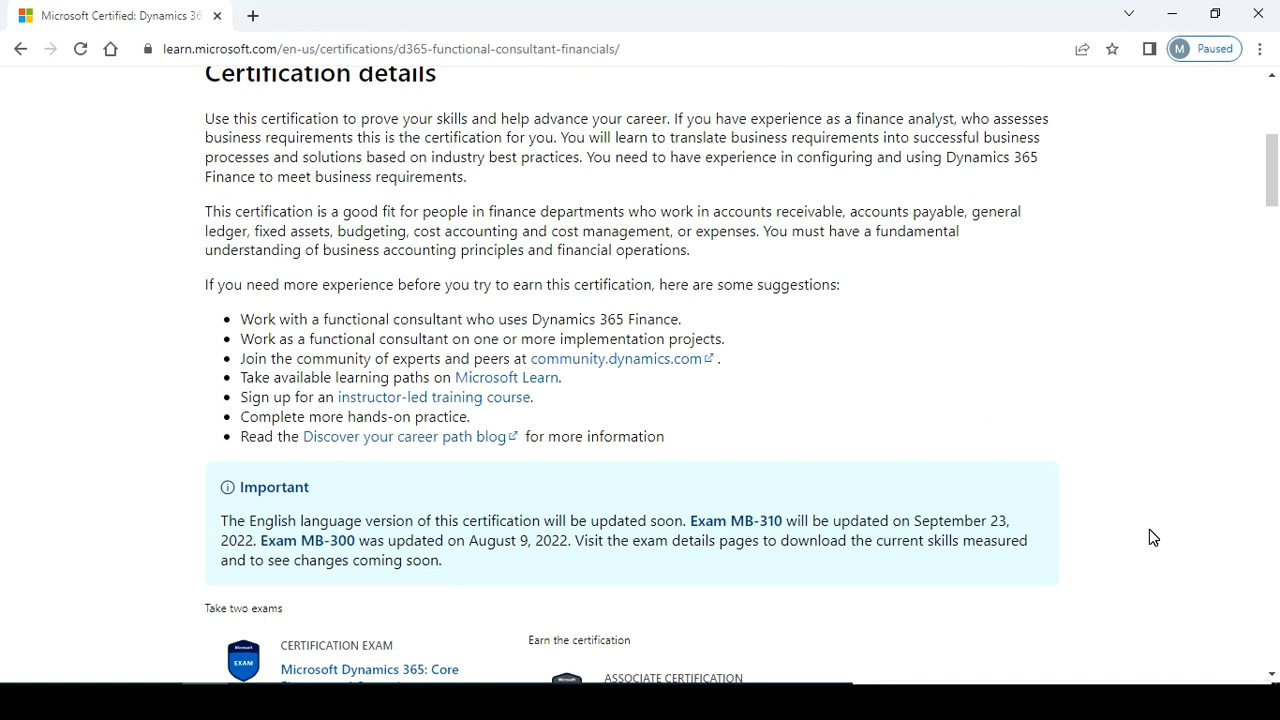 Microsoft Certified: Dynamics 36
learn.microsoft.com/en-us/certifications/d365-functional-consultant-financials/
M Paused
Certification details
Use this certification to prove your skills and help advance your career. If you have experience as a finance analyst, who assesses
business requirements this is the certification for you. You will learn to translate business requirements into successful business
processes and solutions based on industry best practices. You need to have experience in configuring and using Dynamics 365
Finance to meet business requirements.
This certification is a good fit for people in finance departments who work in accounts receivable, accounts payable, general
ledger, fixed assets, budgeting, cost accounting and cost management, or expenses. You must have a fundamental
understanding of business accounting principles and financial operations.
If you need more experience before you try to earn this certification, here are some suggestions:
• Work with a functional consultant who uses Dynamics 365 Finance.
• Work as a functional consultant on one or more implementation projects.
• Join the community of experts and peers at community.dynamics.com .
• Take available learning paths on Microsoft Learn.
• Sign up for an instructor-led training course.
• Complete more hands-on practice.
• Read the Discover your career path blog for more information
Important
The English language version of this certification will be updated soon. Exam MB-310 will be updated on September 23,
2022. Exam MB-300 was updated on August 9, 2022. Visit the exam details pages to download the current skills measured
and to see changes coming soon.
Take two exams
Earn the certification
Microsoft
EXAM
CERTIFICATION EXAM
Microsoft Dynamics 365: Core
Microsoft
ASSOCIATE CERTIFICATION